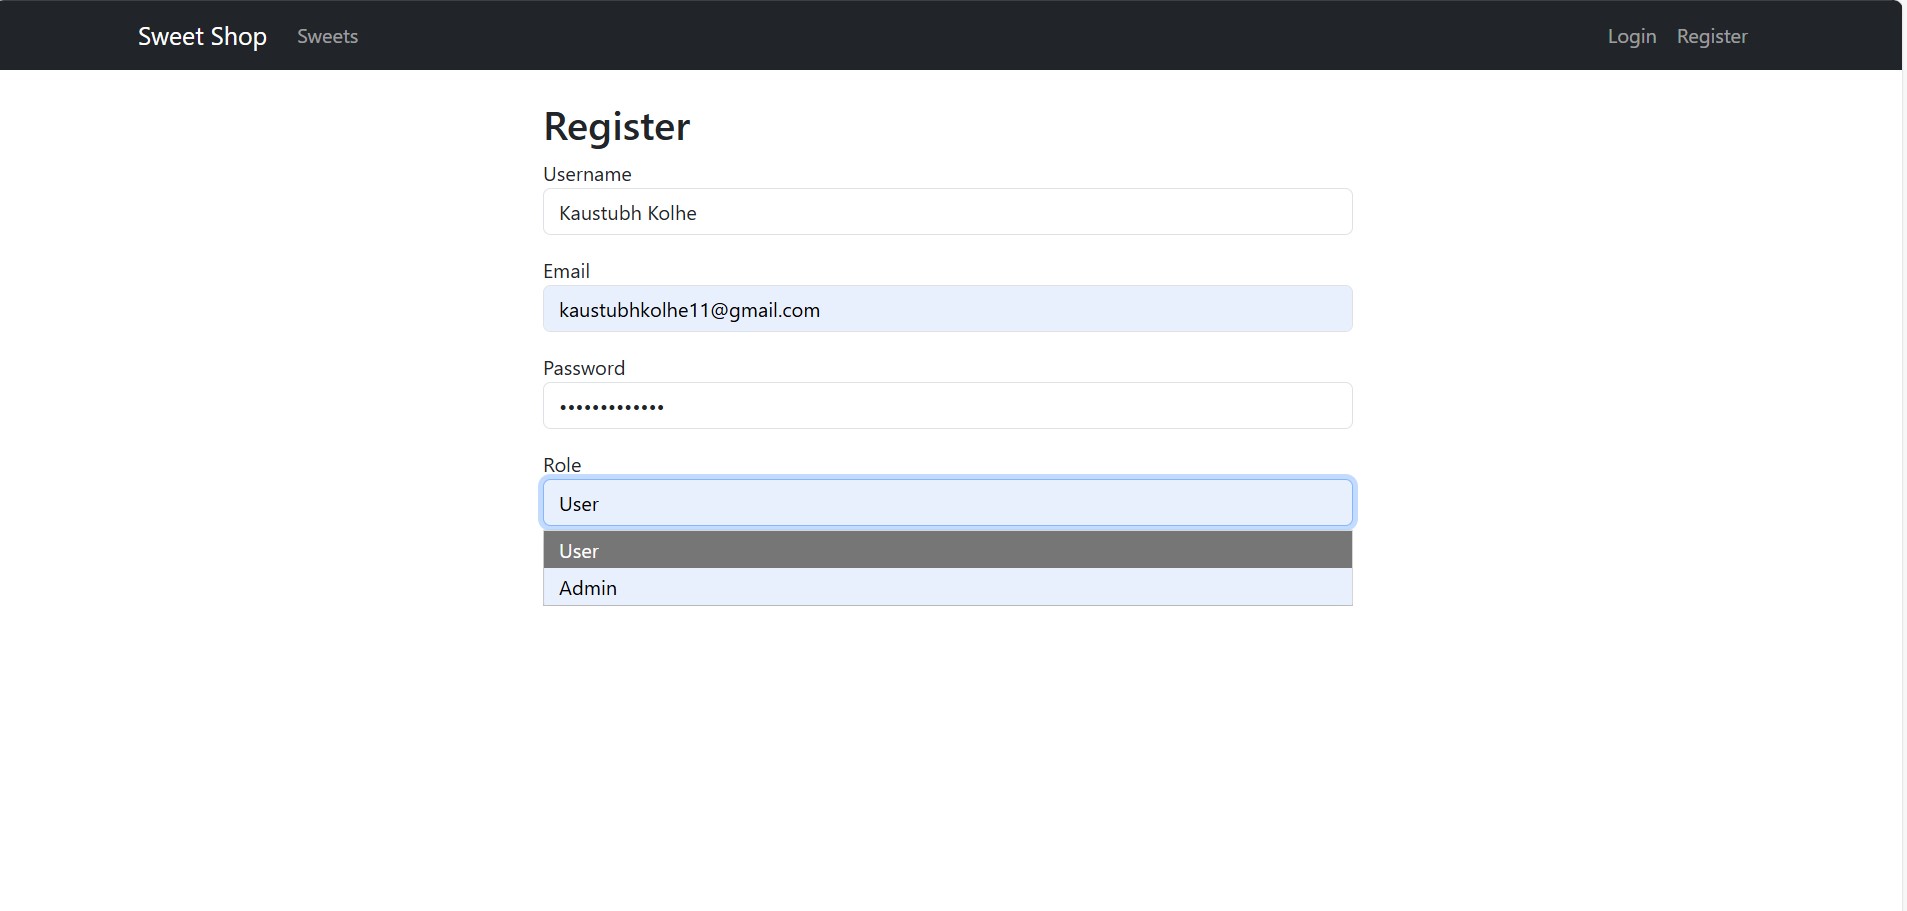 Sweet Shop Sweets Login Register
Register
Username
Kaustubh Kolhe
Email
kaustubhkolhe11@gmail.com
Password
•••••••••••••
Role
User
User
Admin